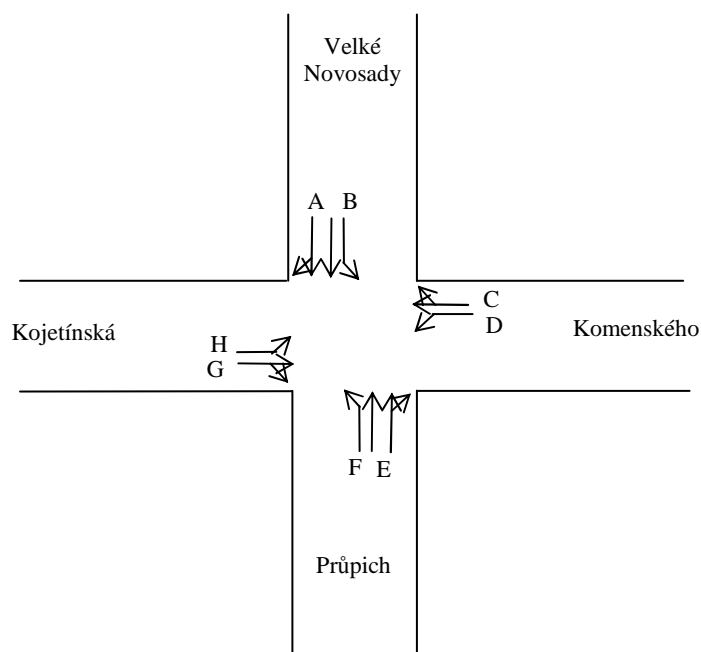 Velké
Novosady
A B
C
D
Kojetínská
Komenského
H
G
F E
Průpich